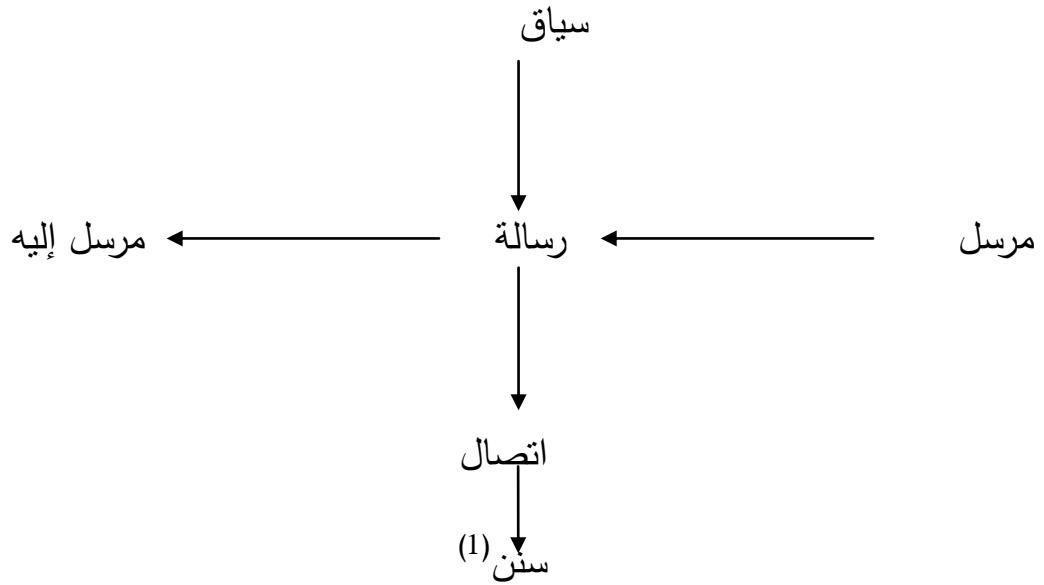 سياق
مرسل رسالة مرسل إليه
اتصال
سنن (1)